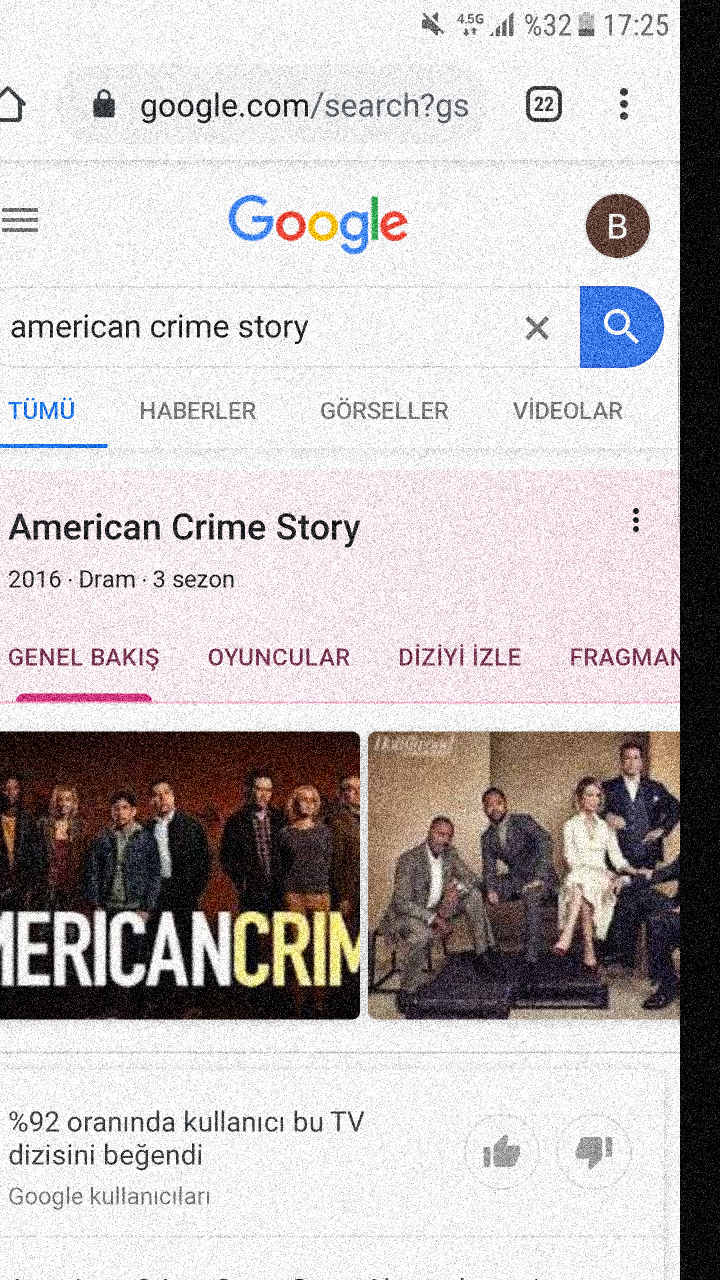 4.5G %32 17:25
google.com/search?gs 22
Google B
american crime story
TÜMÜ HABERLER GÖRSELLER VİDEOLAR
American Crime Story
2016 · Dram · 3 sezon
GENEL BAKIŞ OYUNCULAR DİZİYİ İZLE FRAGMAN
MERICANCRIM
%92 oranında kullanıcı bu TV
dizisini beğendi
Google kullanıcıları